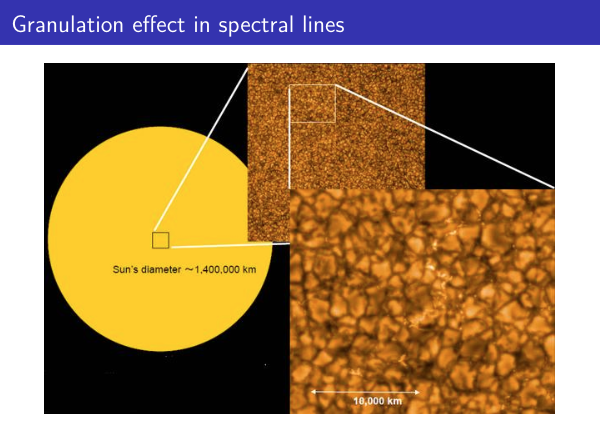 Granulation effect in spectral lines
Sun's diameter ～1,400,000 km
10,000 km